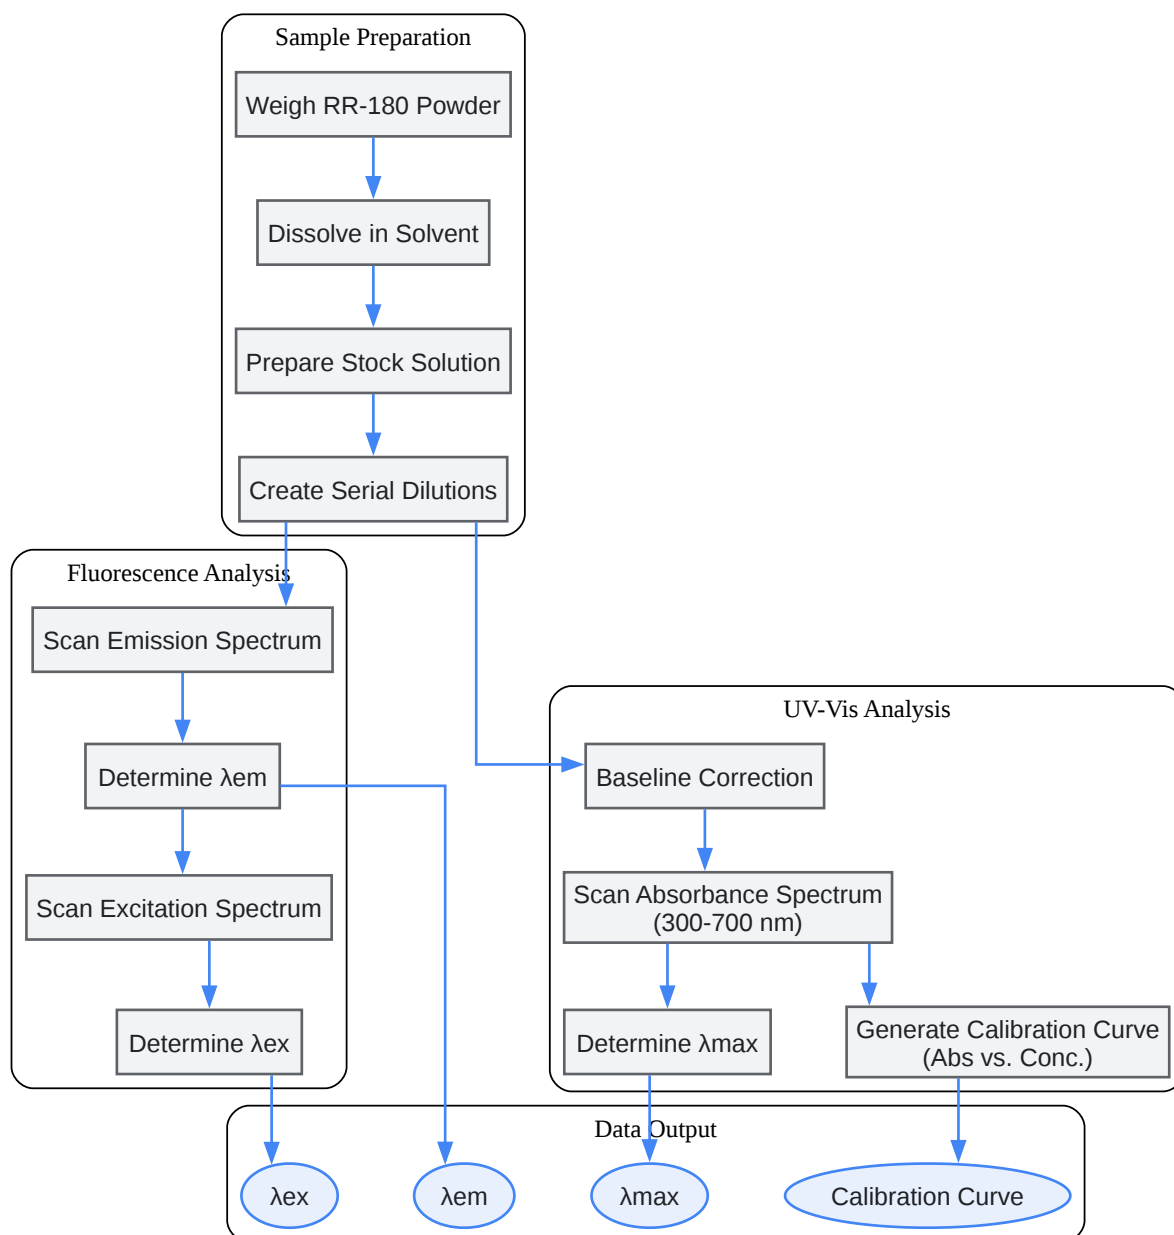 Sample Preparation
Weigh RR-180 Powder
Dissolve in Solvent
Prepare Stock Solution
Create Serial Dilutions
Fluorescence Analysis
Scan Emission Spectrum
Determine λem
Scan Excitation Spectrum
Determine λex
UV-Vis Analysis
Baseline Correction
Scan Absorbance Spectrum
(300-700 nm)
Determine λmax
Generate Calibration Curve
(Abs vs. Conc.)
Data Output
λex
λem
λmax
Calibration Curve